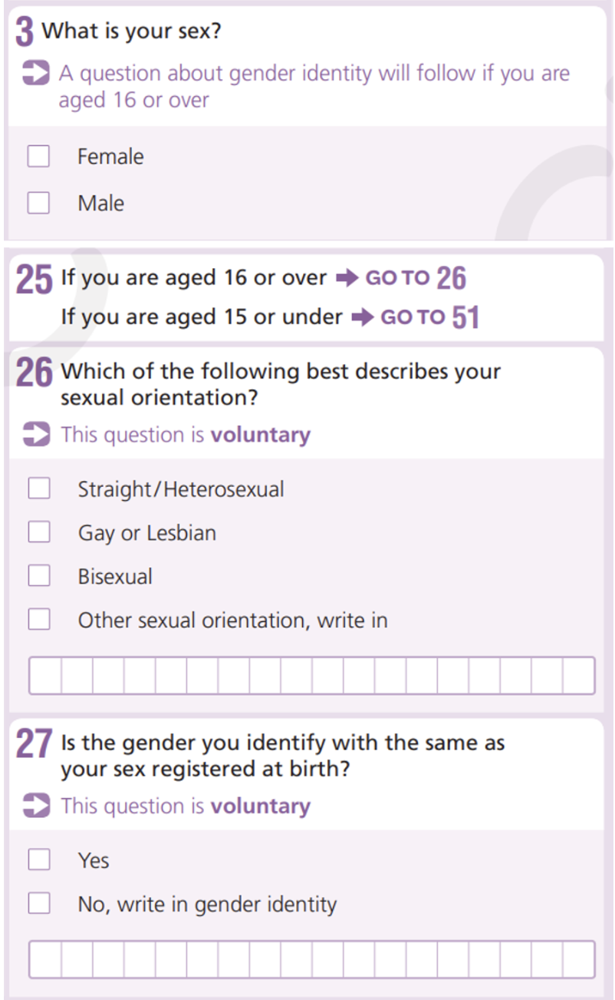 3 What is your sex?
A question about gender identity will follow if you are
aged 16 or over
Female
Male
25 If you are aged 16 or over GO TO 26
If you are aged 15 or under GO TO 51
26 Which of the following best describes your
sexual orientation?
This question is voluntary
Straight/Heterosexual
Gay or Lesbian
Bisexual
Other sexual orientation, write in
27 Is the gender you identify with the same as
your sex registered at birth?
This question is voluntary
Yes
No, write in gender identity